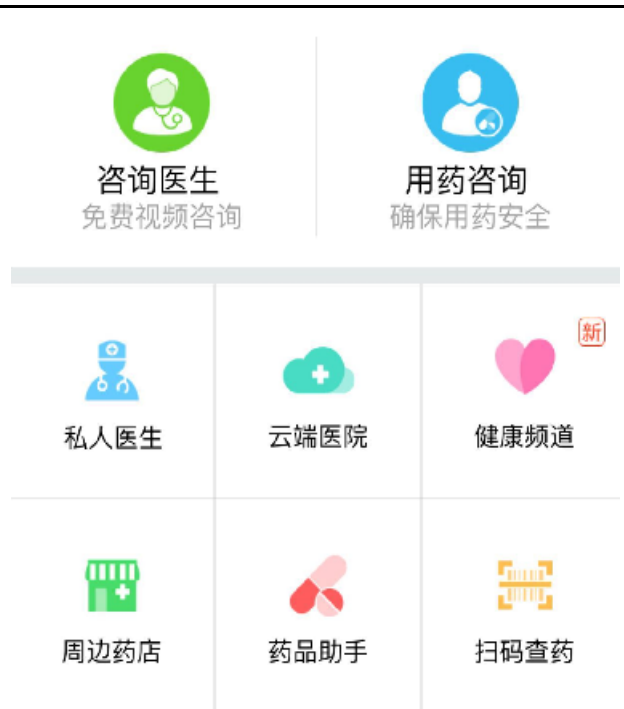 咨询医生
用药咨询
免费视频咨询
确保用药安全
新
私人医生
云端医院
健康频道
周边药店
药品助手
扫码查药